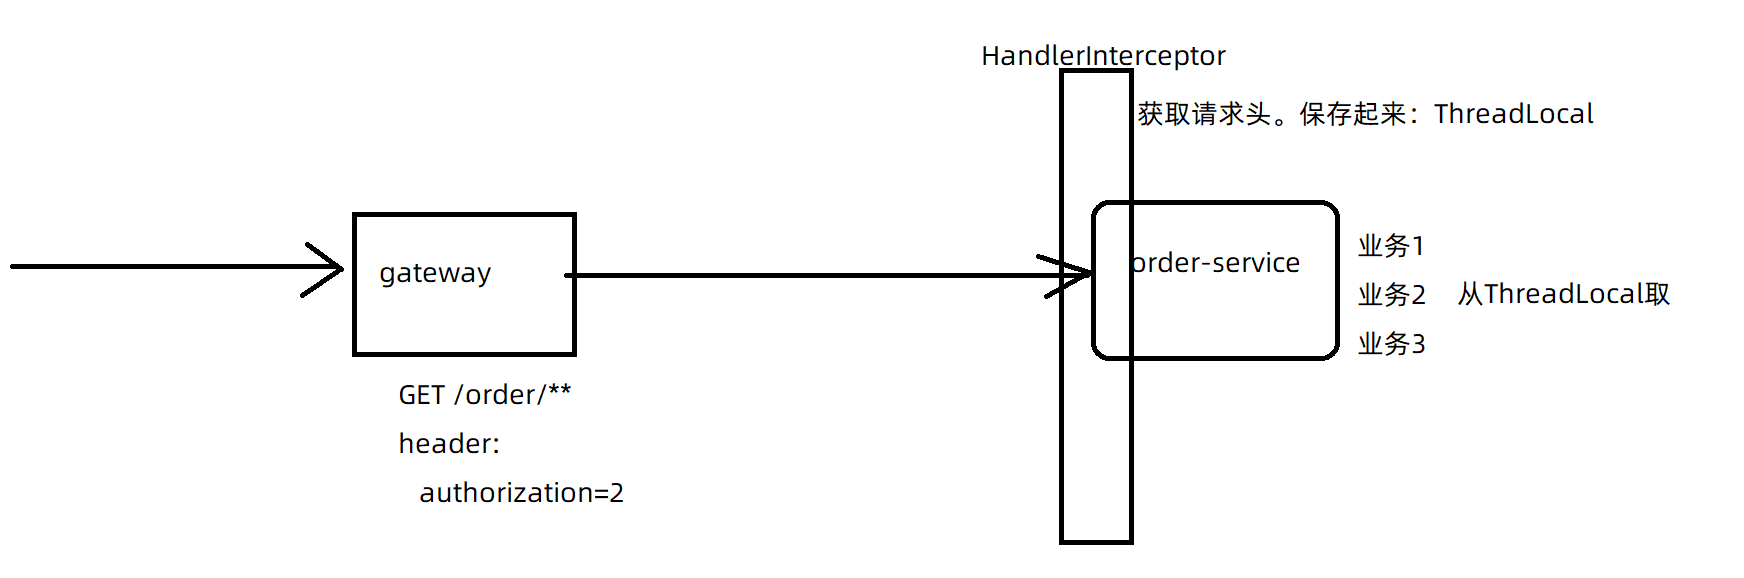 HandlerInterceptor
获取请求头。保存起来：ThreadLocal
gateway
order-service
业务1
业务2 从ThreadLocal取
业务3
GET /order/**
header:
authorization=2